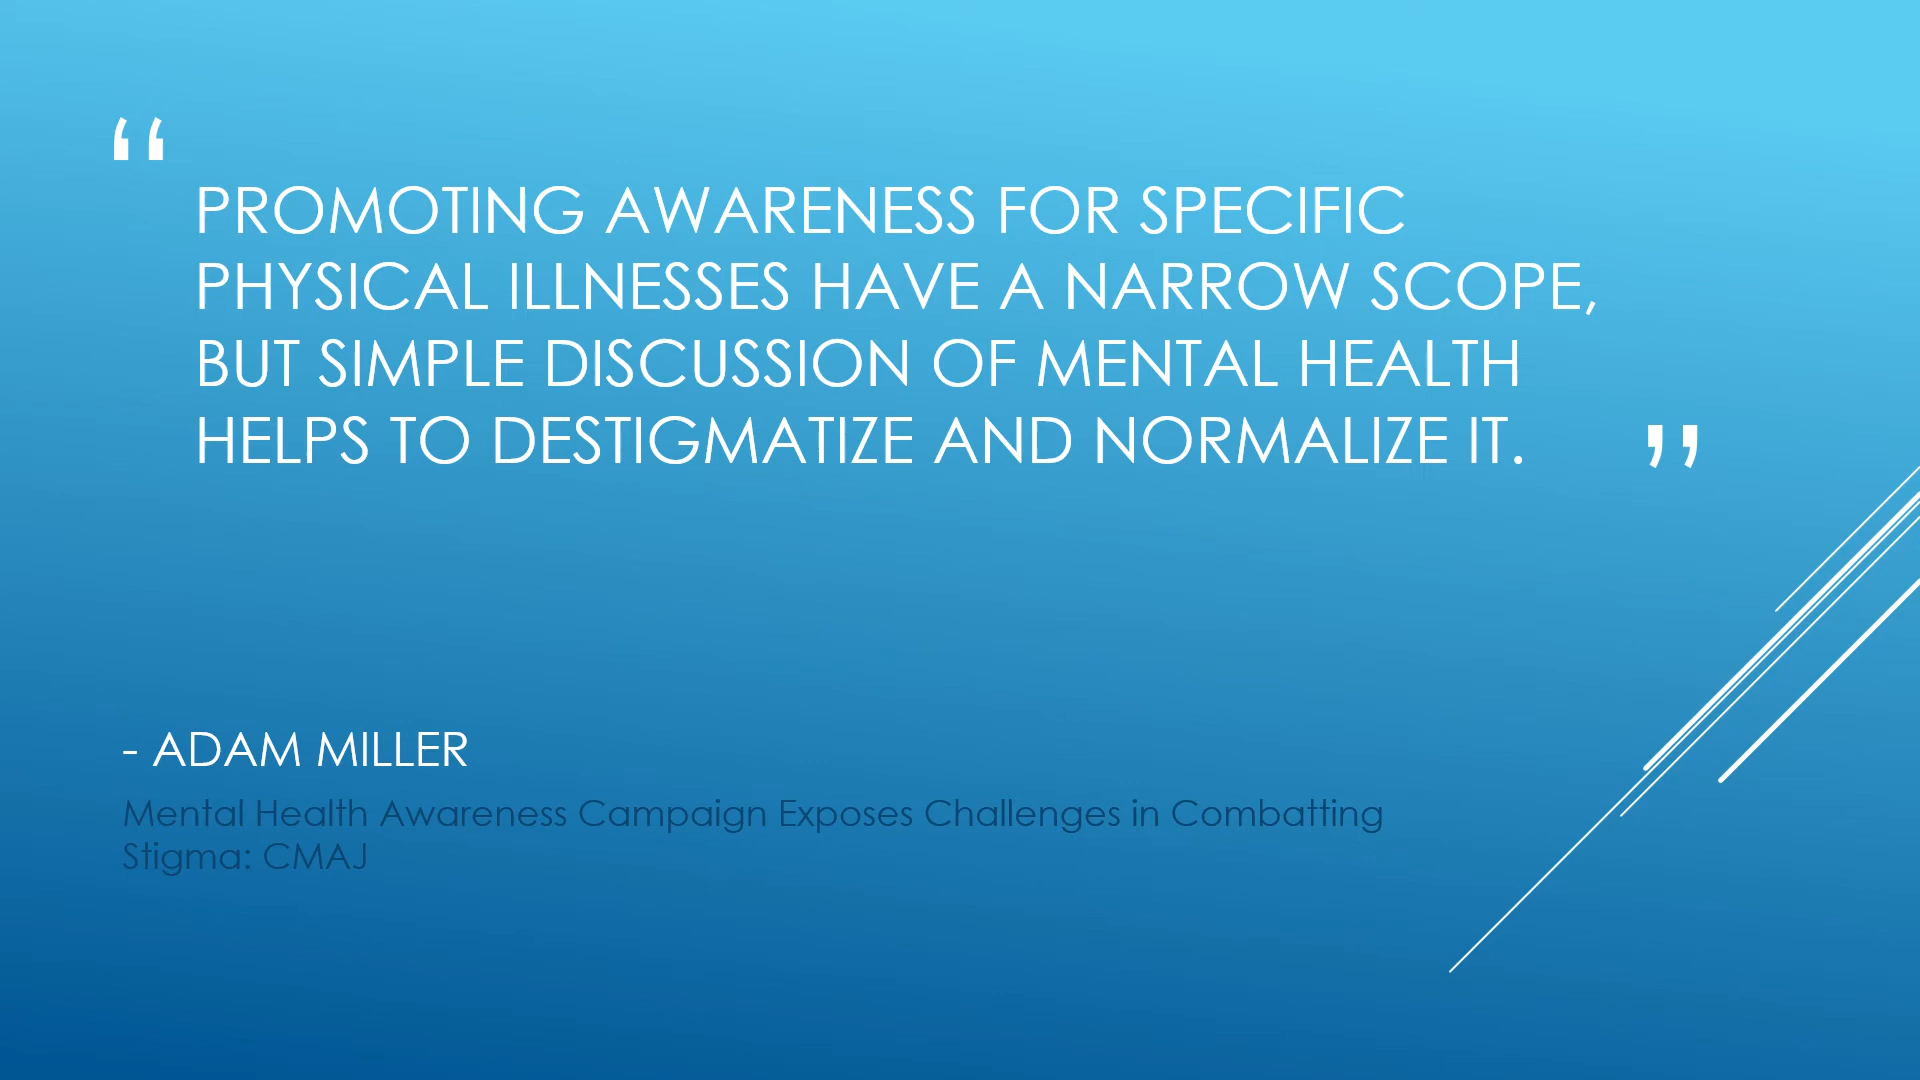 “
PROMOTING AWARENESS FOR SPECIFIC
PHYSICAL ILLNESSES HAVE A NARROW SCOPE,
BUT SIMPLE DISCUSSION OF MENTAL HEALTH
HELPS TO DESTIGMATIZE AND NORMALIZE IT. ”
- ADAM MILLER
Mental Health Awareness Campaign Exposes Challenges in Combatting
Stigma: CMAJ